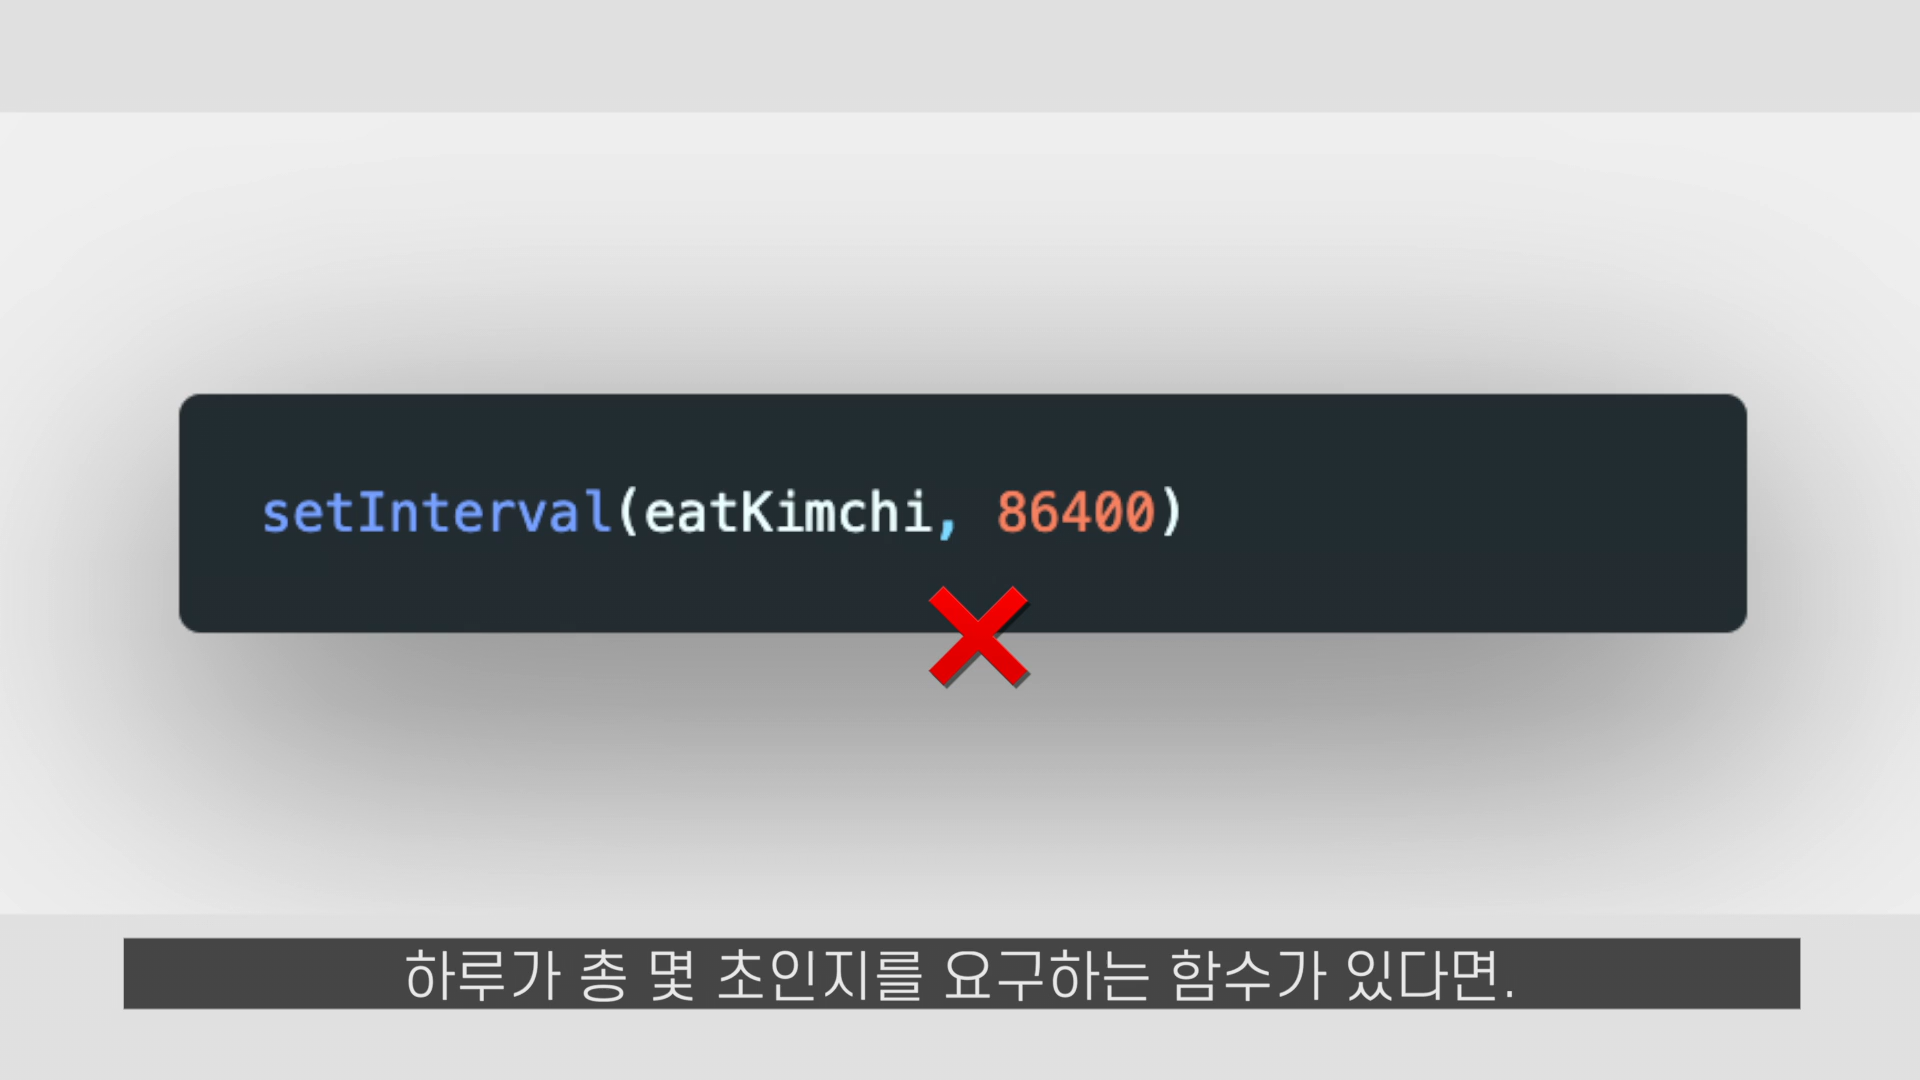 setInterval(eatKimchi, 86400)
하루가 총 몇 초인지를 요구하는 함수가 있다면.